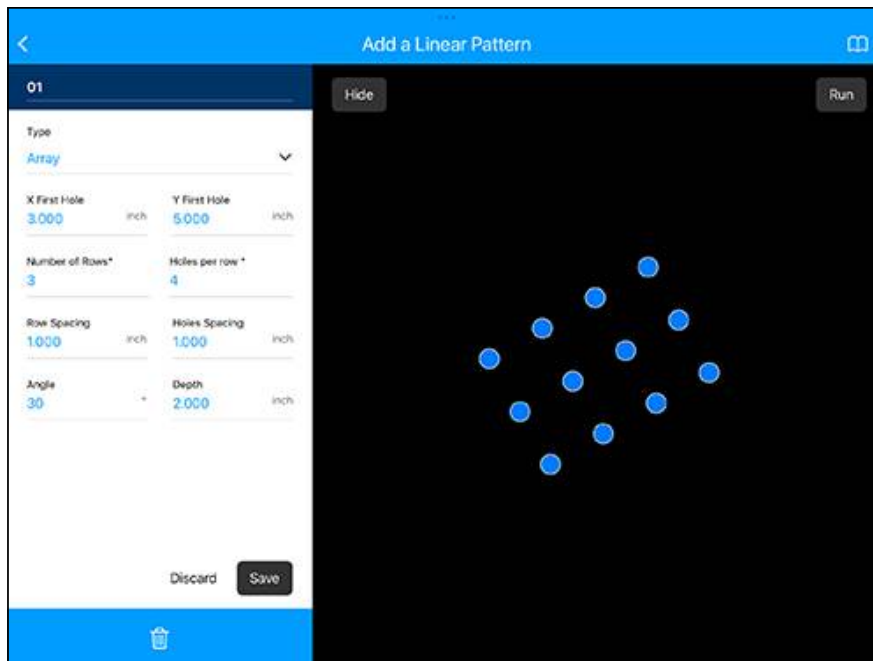 Add a Linear Pattern
01
Hide
Run
Type
Array
X First Hole
Y First Hole
3.000 inch
5.000 inch
Number of Rows*
Holes per row *
3
4
Row Spacing
Holes Spacing
1.000 inch
1.000 inch
Angle
Depth
30 °
2.000 inch
Discard
Save